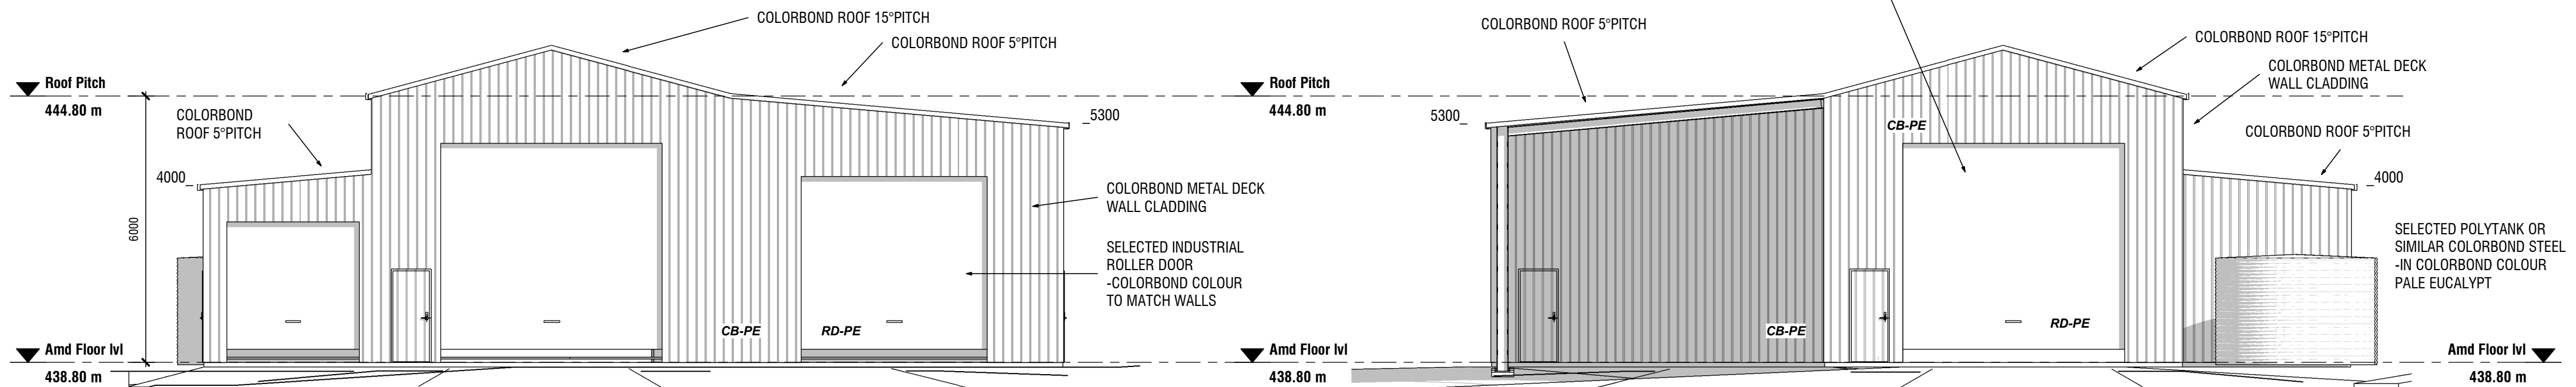 COLORBOND ROOF 15°PITCH
COLORBOND ROOF 5°PITCH
Roof Pitch
444.80 m
COLORBOND
ROOF 5°PITCH
5300
4000
6000
COLORBOND METAL DECK
WALL CLADDING
SELECTED INDUSTRIAL
ROLLER DOOR
-COLORBOND COLOUR
TO MATCH WALLS
CB-PE
RD-PE
Amd Floor lvl
438.80 m
COLORBOND ROOF 5°PITCH
Roof Pitch
444.80 m
5300
COLORBOND ROOF 15°PITCH
COLORBOND METAL DECK
WALL CLADDING
CB-PE
COLORBOND ROOF 5°PITCH
4000
SELECTED POLYTANK OR
SIMILAR COLORBOND STEEL
-IN COLORBOND COLOUR
PALE EUCALYPT
CB-PE
RD-PE
Amd Floor lvl
438.80 m
Amd Floor lvl
438.80 m